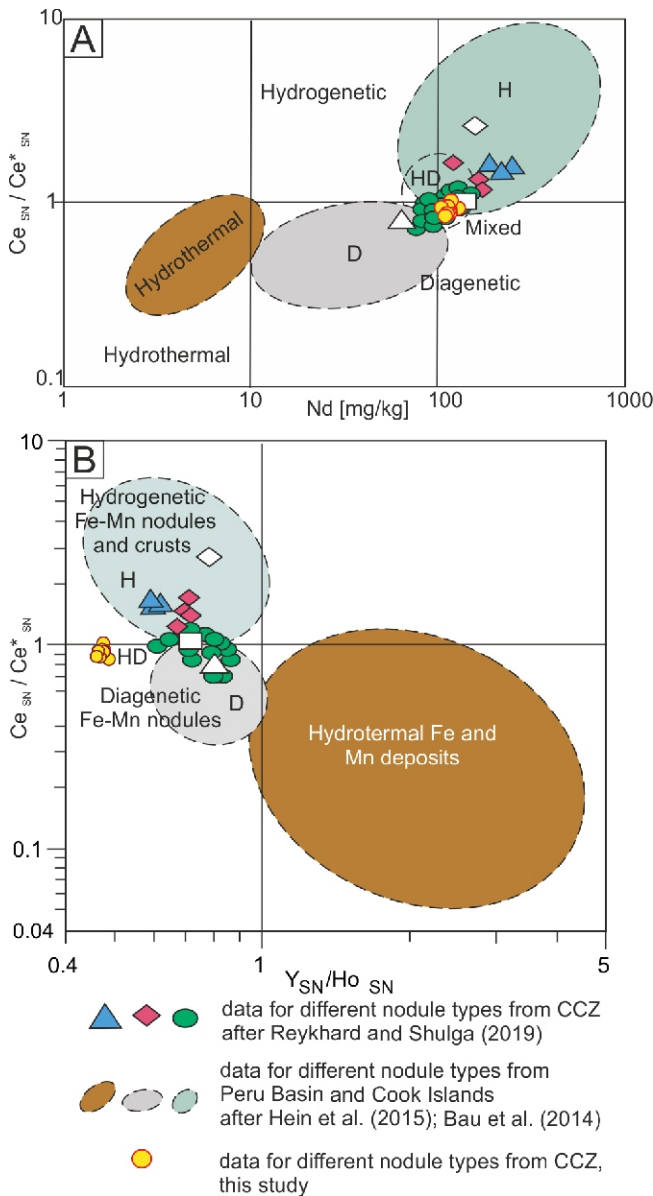 A
10
Hydrogenetic
H
HD
1
Mixed
Hydrothermal
D
Diagenetic
Hydrothermal
0.1
Ce SN / Ce* SN
1
10
100
1000
Nd [mg/kg]
B
10
Hydrogenetic
Fe-Mn nodules
and crusts
H
1
HD
Diagenetic
Fe-Mn nodules
D
Hydrotermal Fe and
Mn deposits
0.1
0.04
Ce SN / Ce* SN
0.4
1
5
YSN/Ho SN
data for different nodule types from CCZ
after Reykhard and Shulga (2019)
data for different nodule types from
Peru Basin and Cook Islands
after Hein et al. (2015); Bau et al. (2014)
data for different nodule types from CCZ,
this study